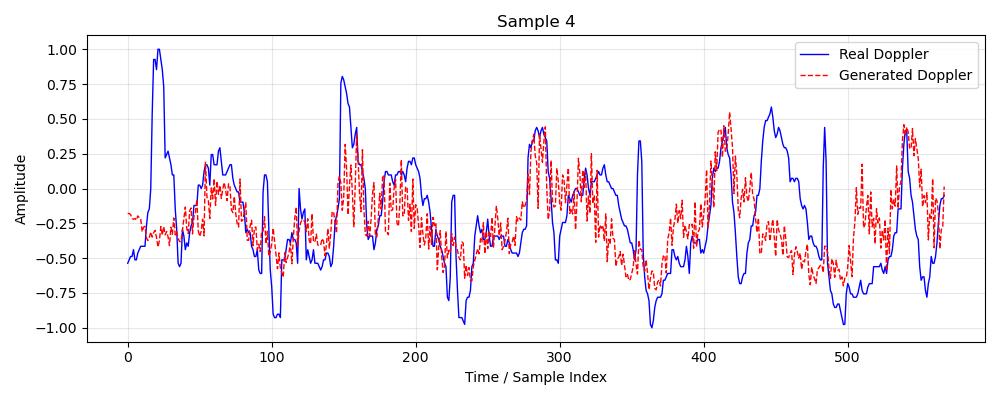 Sample 4
Amplitude
1.00
0.75
0.50
0.25
0.00
−0.25
−0.50
−0.75
−1.00
Real Doppler
Generated Doppler
0 100 200 300 400 500
Time / Sample Index